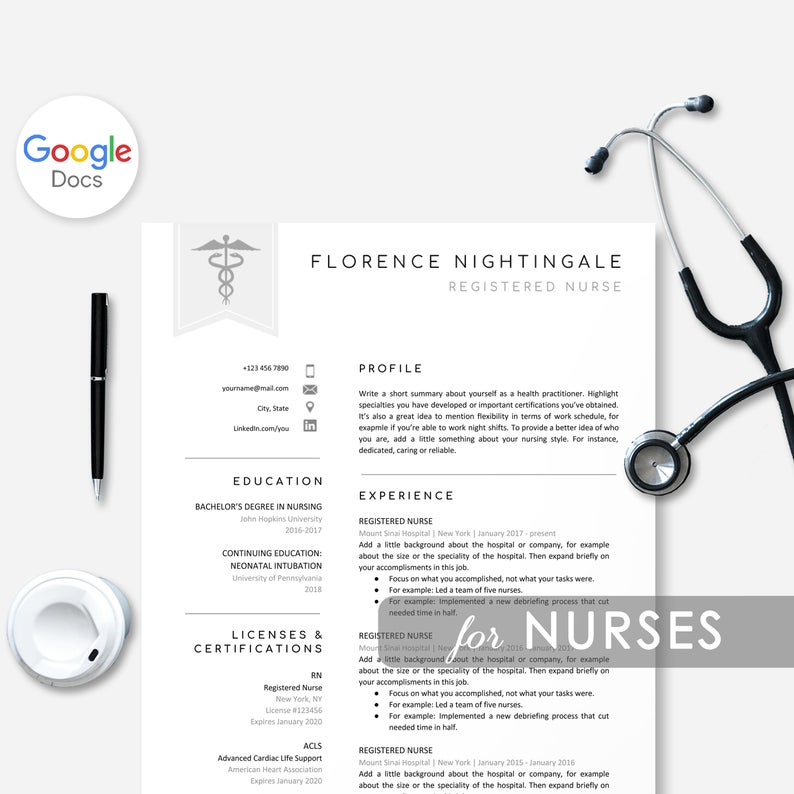 Google
Docs
FLORENCE NIGHTINGALE
REGISTERED NURSE
+123 456 7890
yourname@mail.com
City, State
LinkedIn.com/you
in
EDUCATION
BACHELOR'S DEGREE IN NURSING
John Hopkins University
2016-2017
CONTINUING EDUCATION:
NEONATAL INTUBATION
University of Pennsylvania
2018
LICENSES &
CERTIFICATIONS
RN
Registered Nurse
New York, NY
License #123456
Expires January 2020
ACLS
Advanced Cardiac LIfe Support
American Heart Association
Expires January 2020
PROFILE
Write a short summary about yourself as a health practitioner. Highlight
specialties you have developed or important certifications you've obtained.
It's also a great idea to mention flexibility in terms of work schedule, for
exapmle if you're able to work night shifts. To provide a better idea of who
you are, add a little something about your nursing style. For instance,
dedicated, caring or reliable.
EXPERIENCE
REGISTERED NURSE
Mount Sinai Hospital | New York | January 2017 - present
Add a little background about the hospital or company, for example
about the size or the speciality of the hospital. Then expand briefly on
your accomplishments in this job.
• Focus on what you accomplished, not what your tasks were.
• For example: Led a team of five nurses.
• For example: Implemented a new debriefing process that cut
needed time in half.
REGISTERED NURSE
Mount Sinai Hospital | New York | January 2016 - January 2017
Add a little background about the hospital or company, for example
about the size or the speciality of the hospital. Then expand briefly on
your accomplishments in this job.
• Focus on what you accomplished, not what your tasks were.
• For example: Led a team of five nurses.
• For example: Implemented a new debriefing process that cut
needed time in half.
REGISTERED NURSE
Mount Sinai Hospital | New York | January 2015 - January 2016
Add a little background about the hospital or company, for example
about the size or the speciality of the hospital. Then expand briefly on
for NURSES